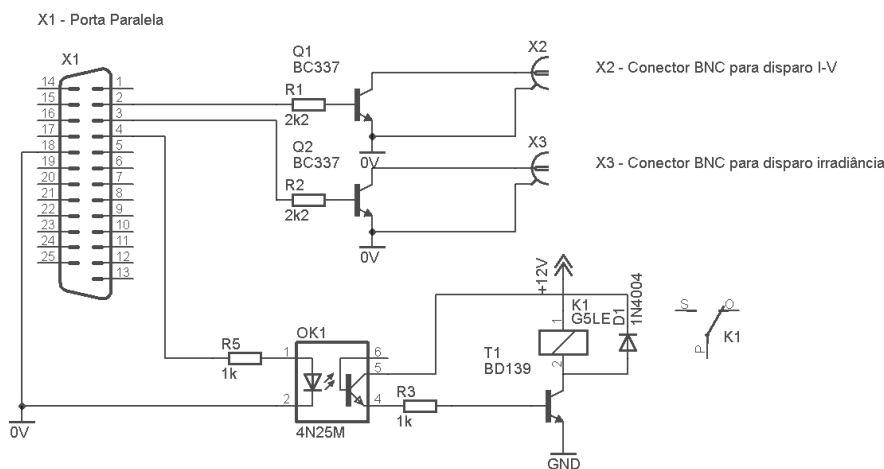 X1 - Porta Paralela
X1
14
15
16
17
18
19
20
21
22
23
24
25
1
2
3
4
5
6
7
8
9
10
11
12
13
Q1
BC337
R1
2k2
0V
Q2
BC337
R2
2k2
0V
X2
X2 - Conector BNC para disparo I-V
X3
X3 - Conector BNC para disparo irradiância
+12V
K1
G5LE
1
2
D1
1N4004
S
O
P
K1
OK1
1
2
6
5
4
4N25M
R5
1k
R3
1k
T1
BD139
0V
GND